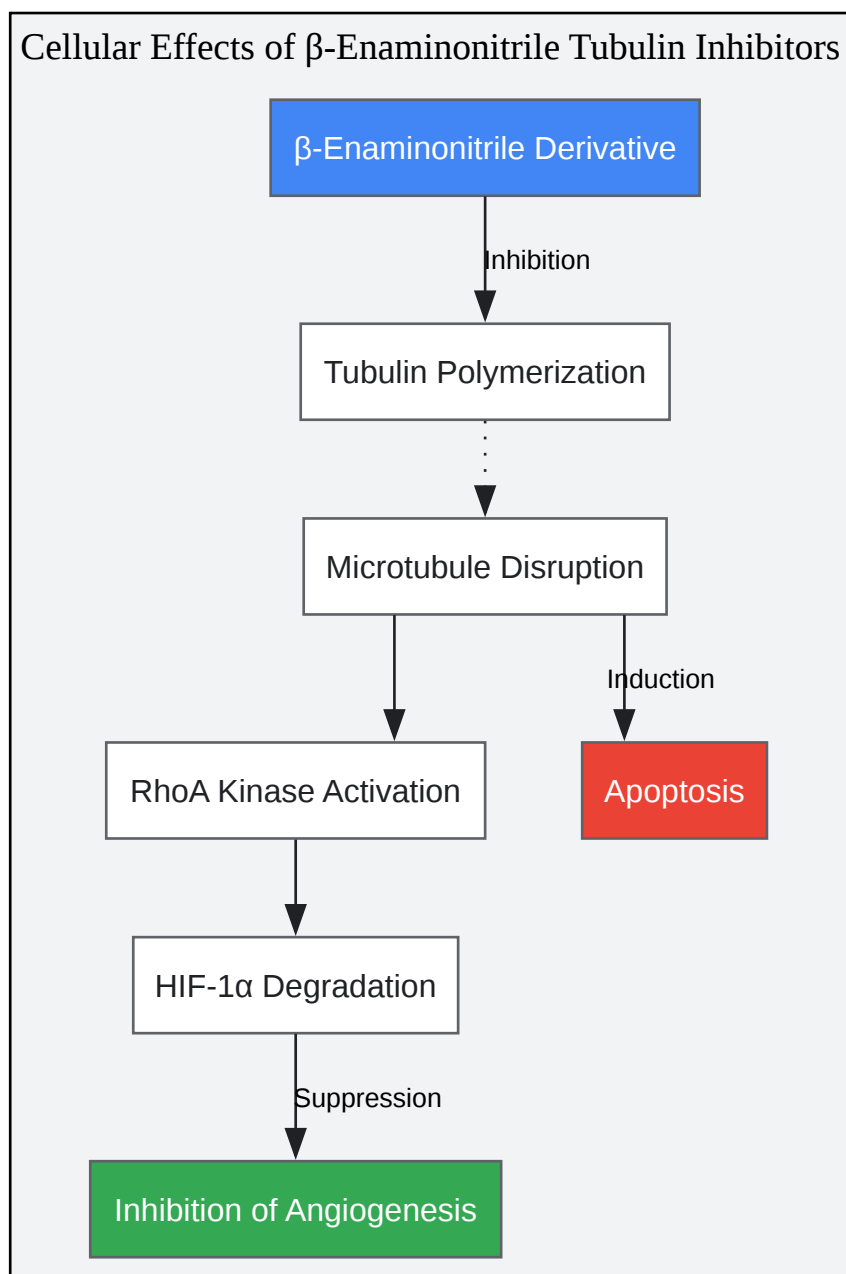 Cellular Effects of β-Enaminonitrile Tubulin Inhibitors
β-Enaminonitrile Derivative
Inhibition
Tubulin Polymerization
Microtubule Disruption
Induction
RhoA Kinase Activation
Apoptosis
HIF-1α Degradation
Suppression
Inhibition of Angiogenesis